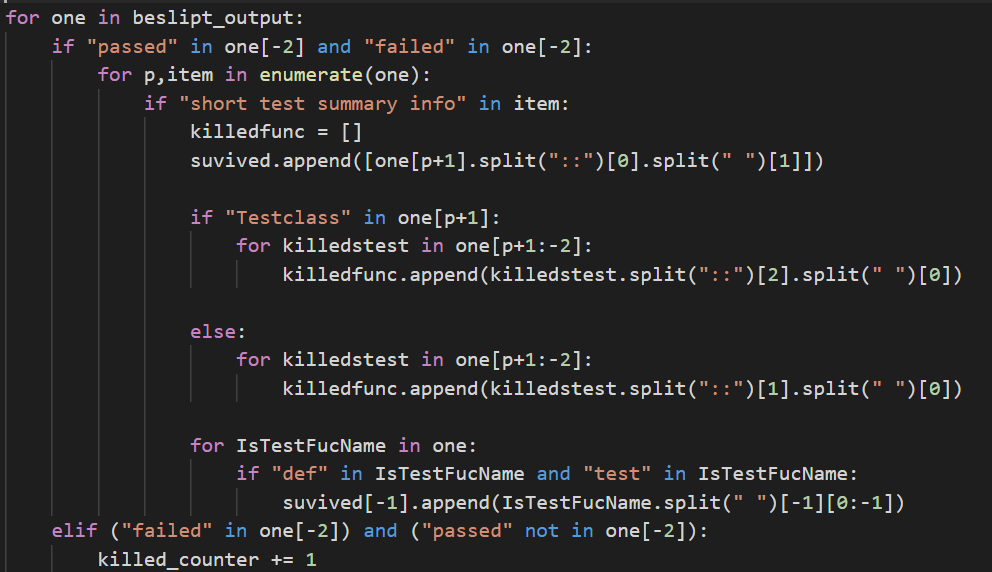 for one in beslipt_output:
    if "passed" in one[-2] and "failed" in one[-2]:
        for p,item in enumerate(one):
            if "short test summary info" in item:
                killedfunc = []
                suvived.append([one[p+1].split("::")[0].split(" ")[1]])
                if "Testclass" in one[p+1]:
                    for killedstest in one[p+1:-2]:
                        killedfunc.append(killedstest.split("::")[2].split(" ")[0])
                else:
                    for killedstest in one[p+1:-2]:
                        killedfunc.append(killedstest.split("::")[1].split(" ")[0])
                for IsTestFucName in one:
                    if "def" in IsTestFucName and "test" in IsTestFucName:
                        suvived[-1].append(IsTestFucName.split(" ")[-1][0:-1])
    elif ("failed" in one[-2]) and ("passed" not in one[-2]):
        killed_counter += 1